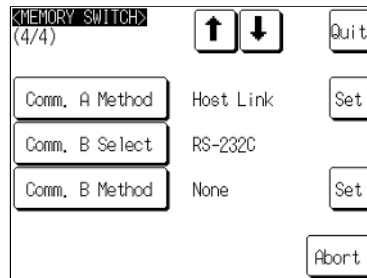 <MEMORY SWITCH>
(4/4)
Quit
Comm. A Method Host Link Set
Comm. B Select RS-232C
Comm. B Method None Set
Abort